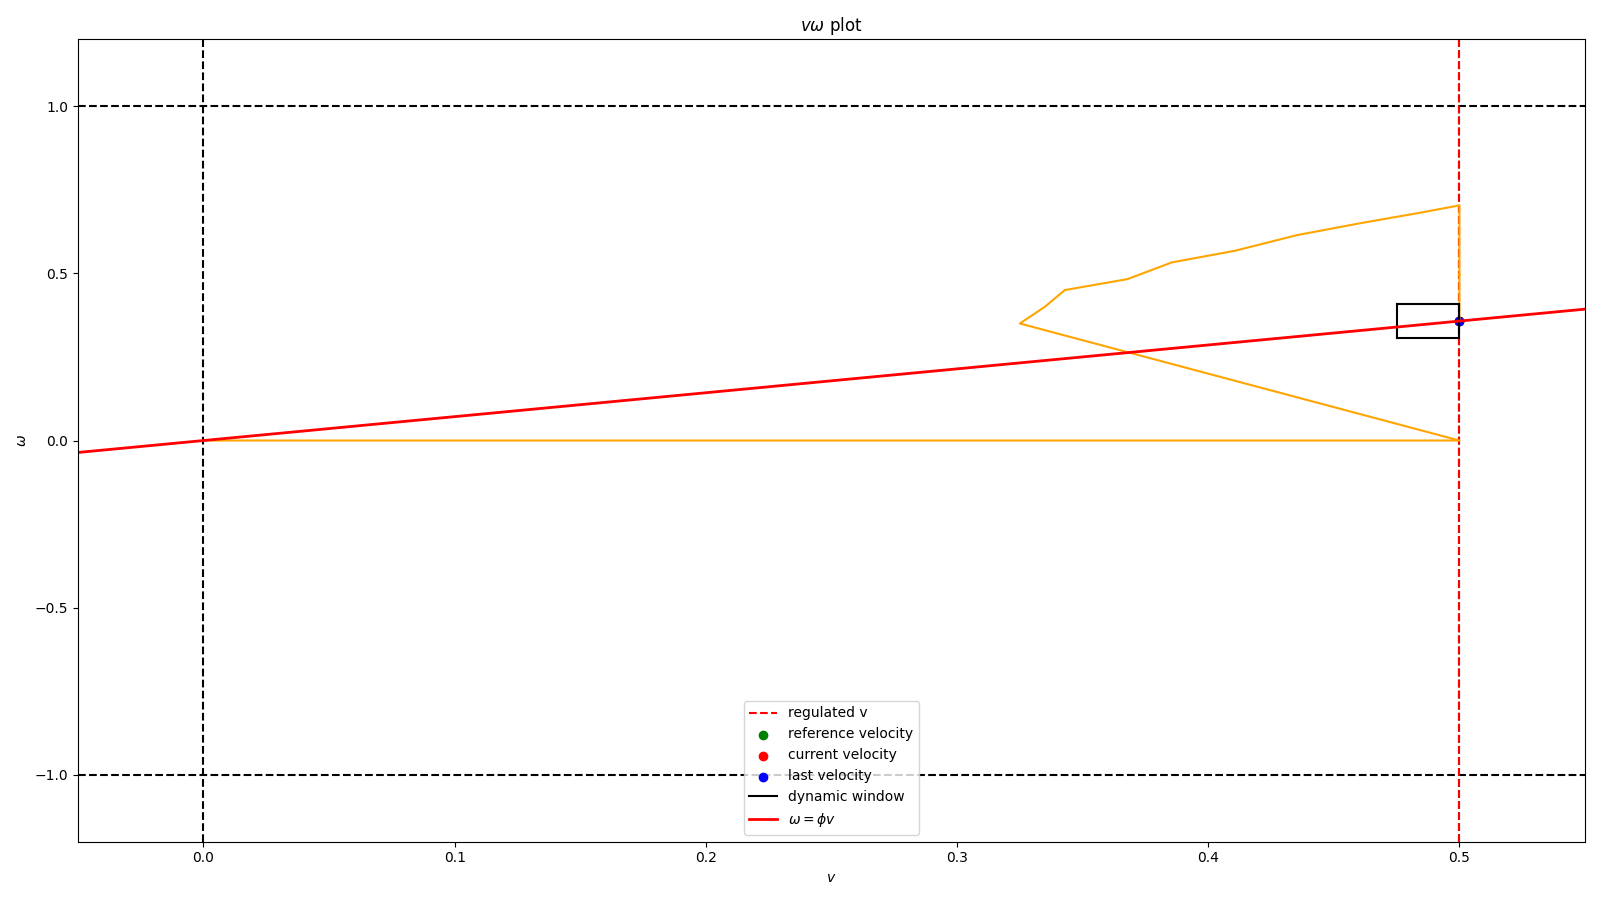 vω plot
1.0
0.5
0.0
−0.5
−1.0
ω
regulated v
reference velocity
current velocity
last velocity
dynamic window
ω = ϕv
0.0 0.1 0.2 0.3 0.4 0.5
v